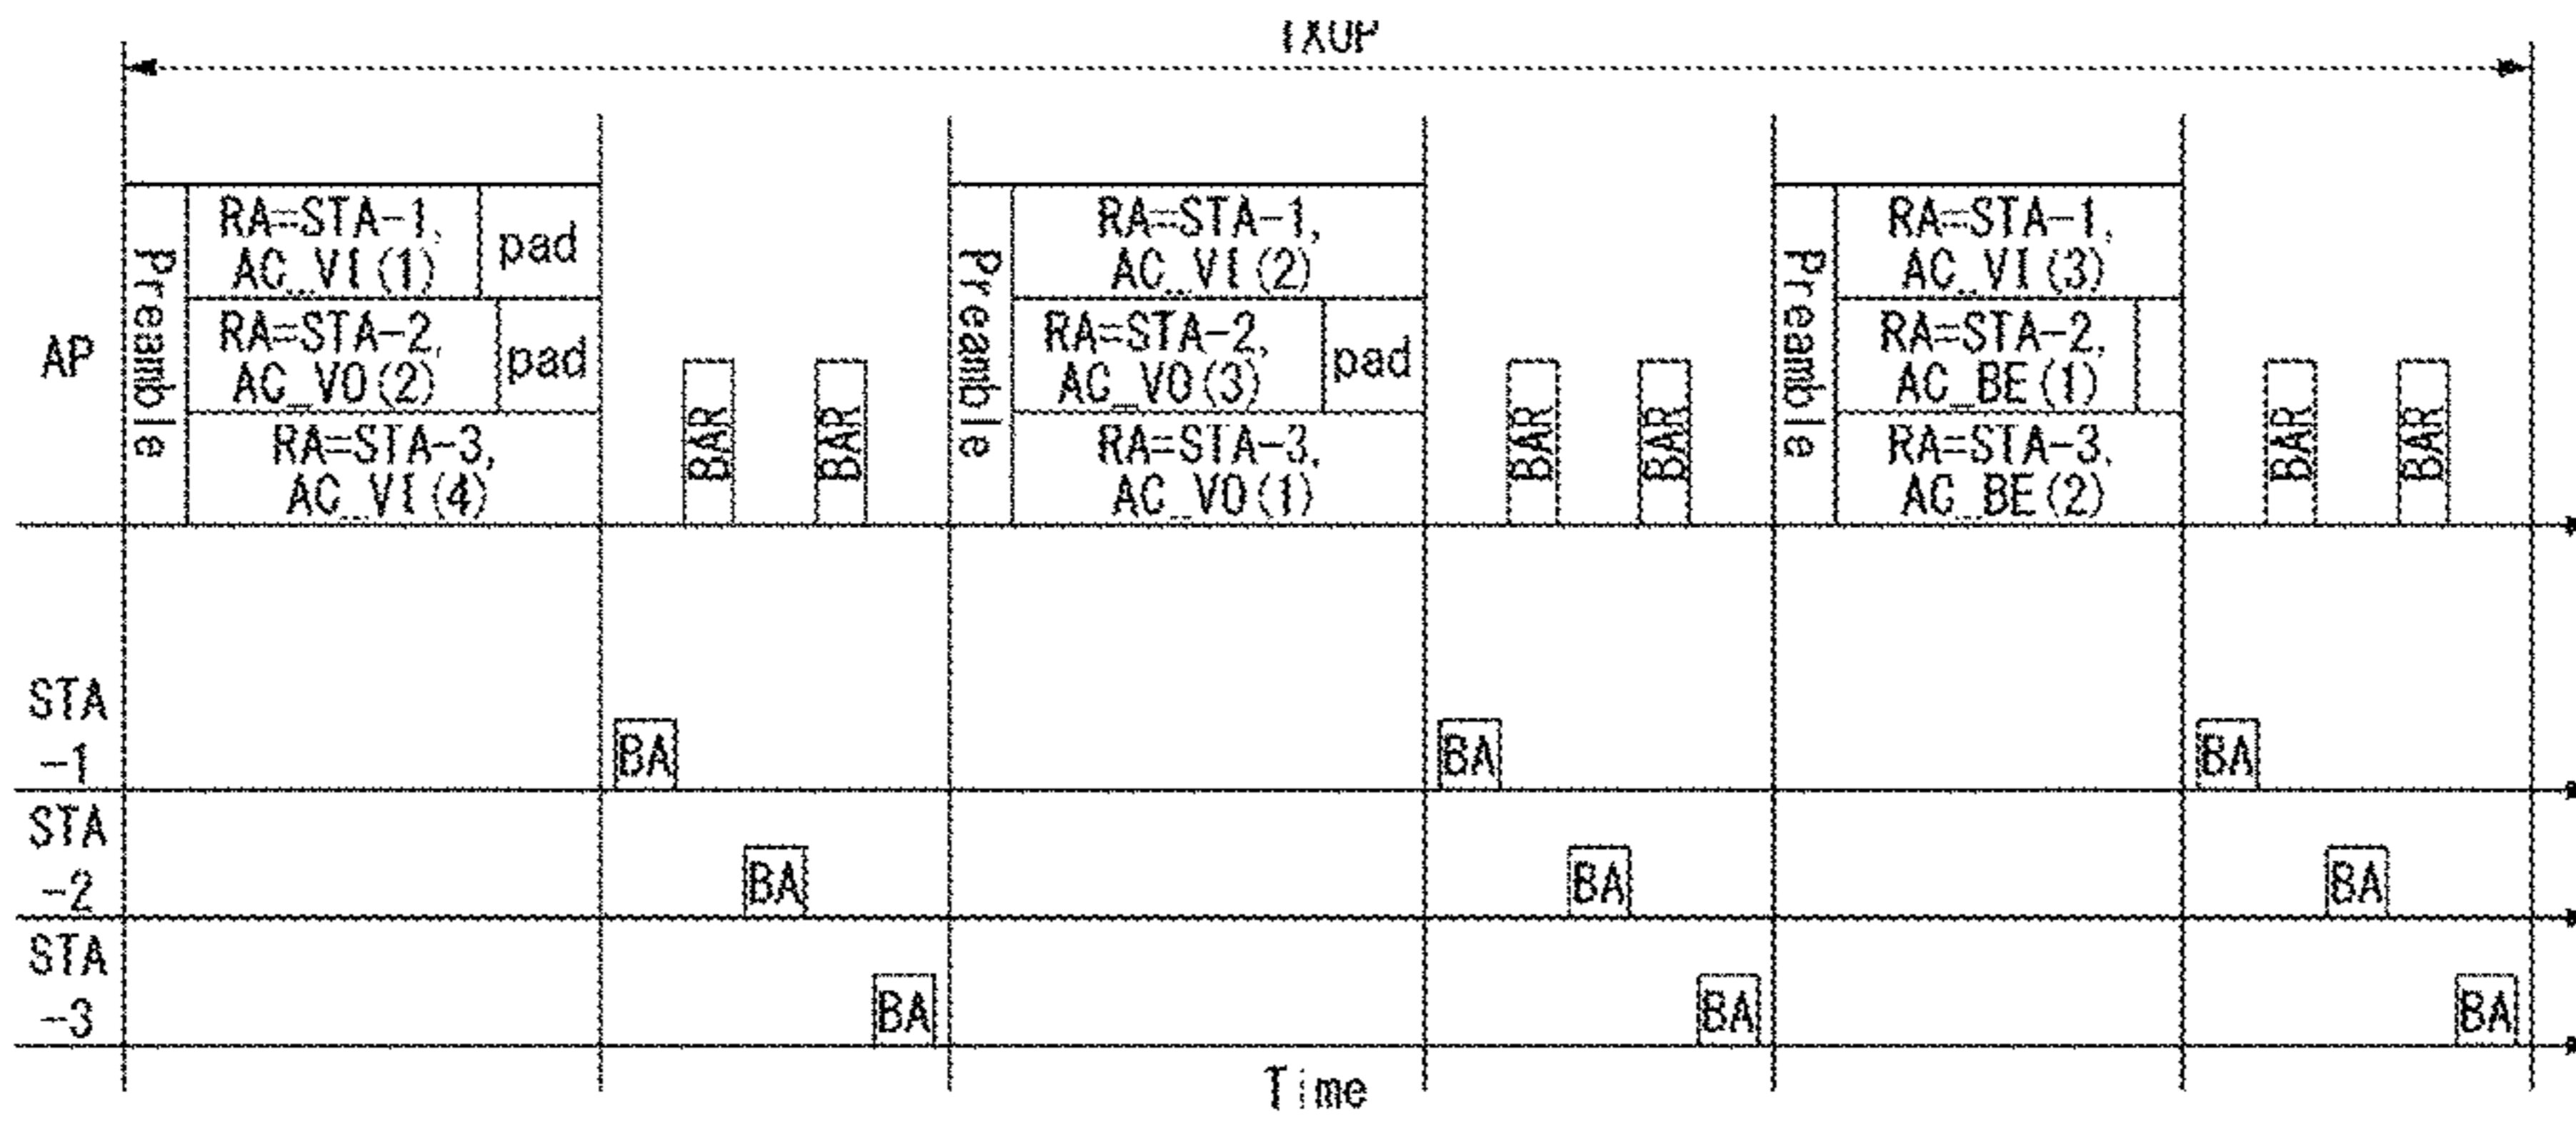 TXOP
AP
Preamble
RA=STA-1,
AC_VI(1)
pad
RA=STA-2,
AC_VO(2)
pad
RA=STA-3,
AC_VI(4)
BAR
BAR
Preamble
RA=STA-1,
AC_VI(2)
RA=STA-2,
AC_VO(3)
pad
RA=STA-3,
AC_VO(1)
BAR
BAR
Preamble
RA=STA-1,
AC_VI(3)
RA=STA-2,
AC_BE(1)
RA=STA-3,
AC_BE(2)
BAR
BAR
STA
-1
BA
BA
BA
STA
-2
BA
BA
BA
STA
-3
BA
BA
BA
Time